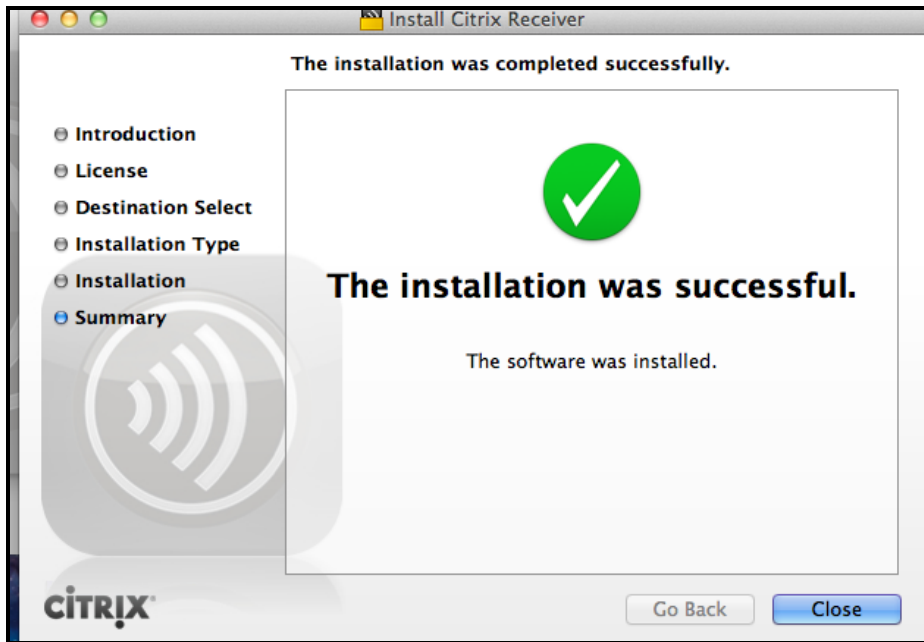 Install Citrix Receiver
The installation was completed successfully.
Introduction
License
Destination Select
Installation Type
Installation
Summary
The installation was successful.
The software was installed.
CITRIX
Go Back
Close